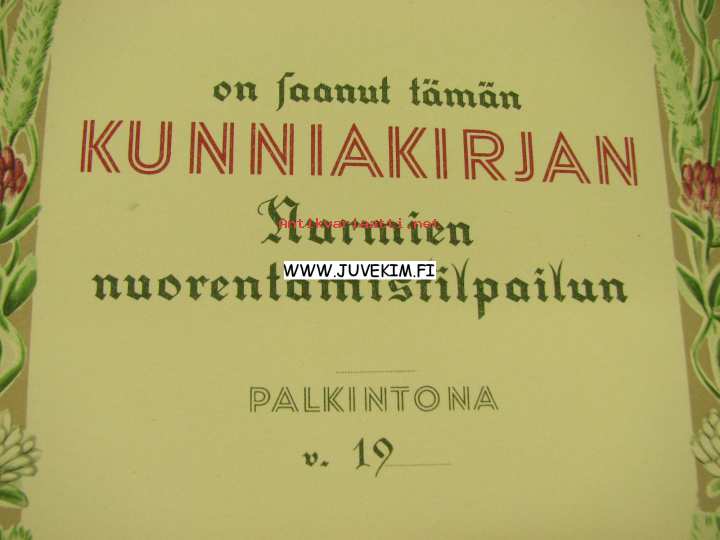 on saanut tämän
KUNNIAKIRJAN
Antikvariaatti.net
Nurmien
WWW.JUVEKIM.FI
nuorentamiskilpailun
PALKINTONA
v. 19